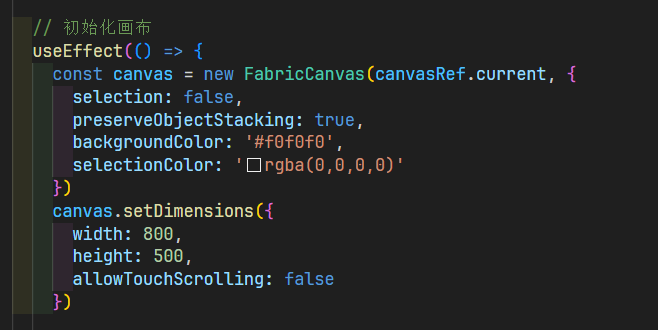 // 初始化画布
useEffect(() => {
  const canvas = new FabricCanvas(canvasRef.current, {
    selection: false,
    preserveObjectStacking: true,
    backgroundColor: '#f0f0f0',
    selectionColor: 'rgba(0,0,0,0)'
  })
  canvas.setDimensions({
    width: 800,
    height: 500,
    allowTouchScrolling: false
  })